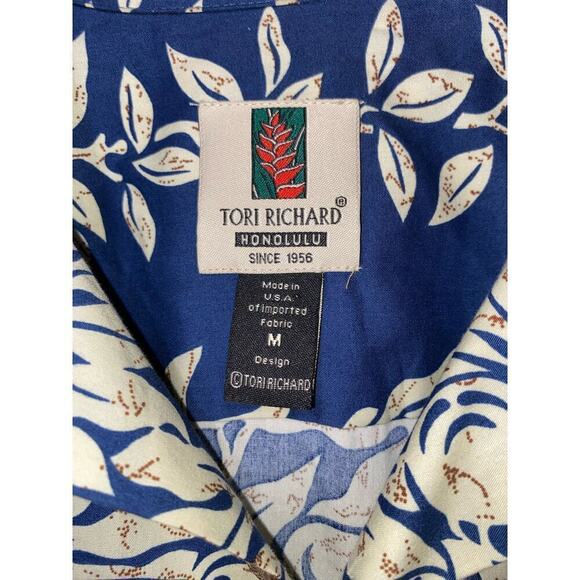 TORI RICHARD®
HONOLULU
SINCE 1956
Made in
U.S.A.
of imported
Fabric
M
Design
©TORI RICHARD